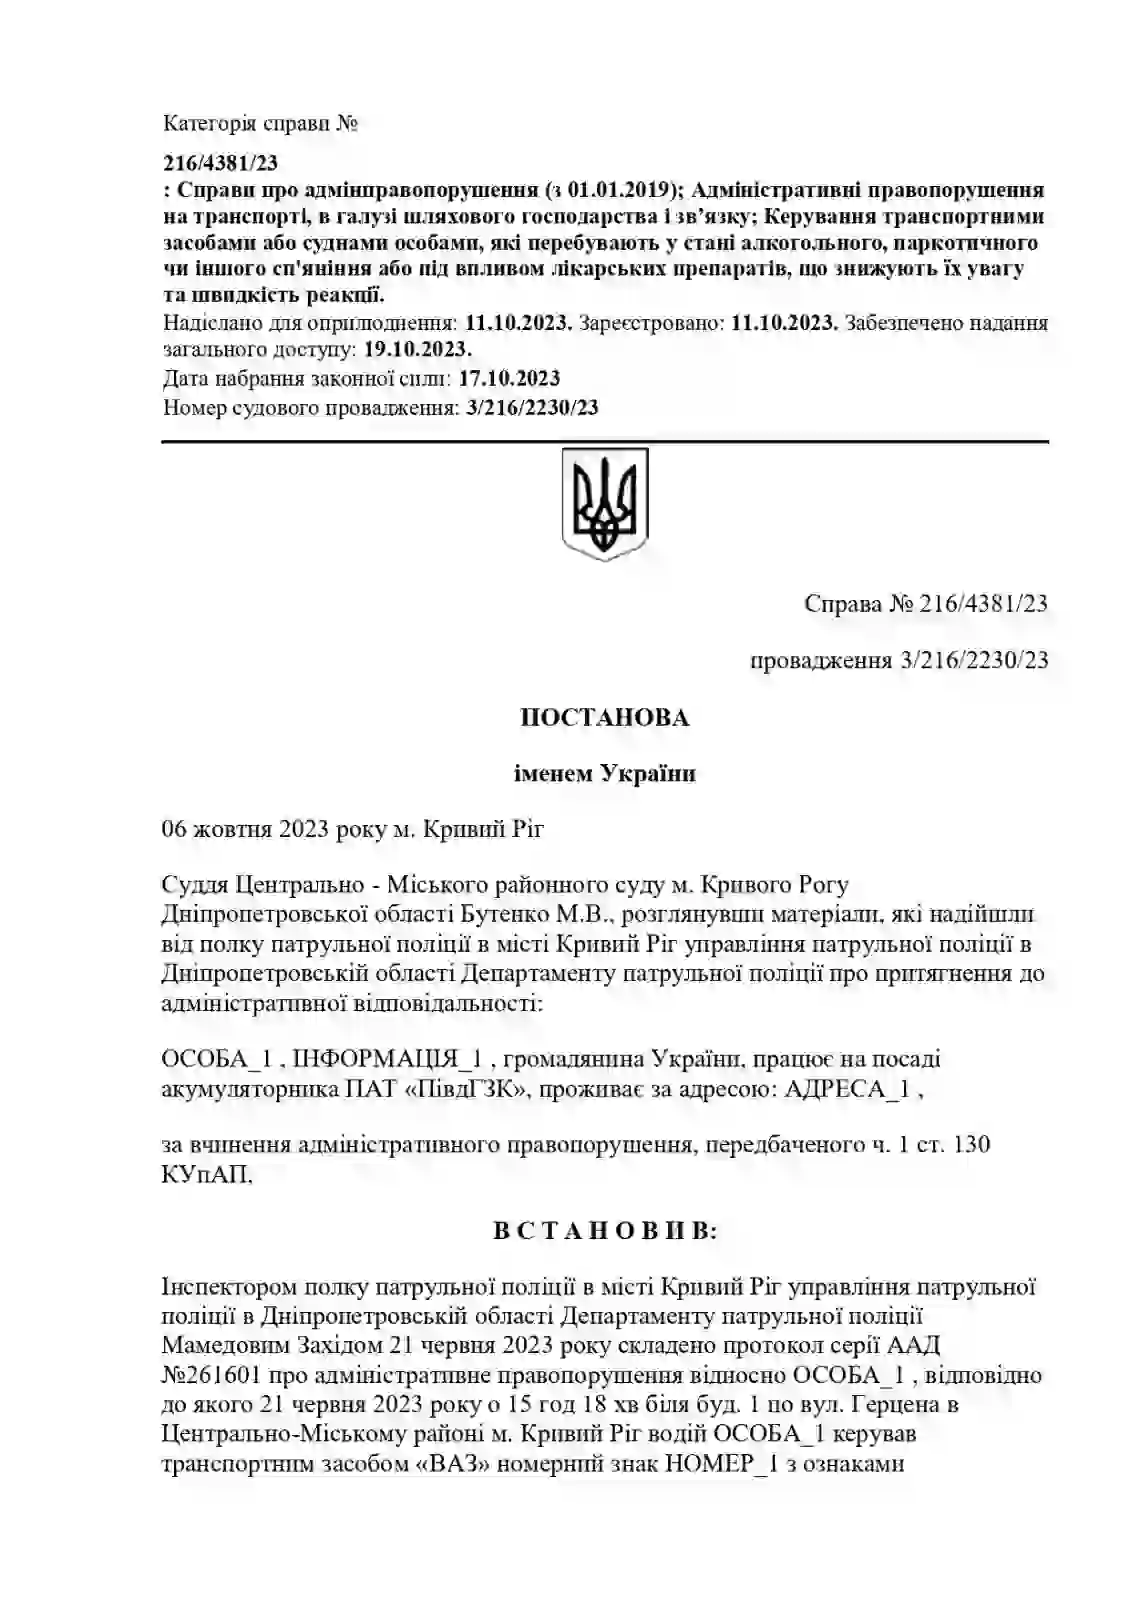 Категорія справи №
216/4381/23
: Справи про адмінправопорушення (з 01.01.2019); Адміністративні правопорушення
на транспорті, в галузі шляхового господарства і зв’язку; Керування транспортними
засобами або суднами особами, які перебувають у стані алкогольного, наркотичного
чи іншого сп'яніння або під впливом лікарських препаратів, що знижують їх увагу
та швидкість реакції.
Надіслано для оприлюднення: 11.10.2023. Зареєстровано: 11.10.2023. Забезпечено надання
загального доступу: 19.10.2023.
Дата набрання законної сили: 17.10.2023
Номер судового провадження: 3/216/2230/23
Справа № 216/4381/23
провадження 3/216/2230/23
ПОСТАНОВА
іменем України
06 жовтня 2023 року м. Кривий Ріг
Суддя Центрально - Міського районного суду м. Кривого Рогу
Дніпропетровської області Бутенко М.В., розглянувши матеріали, які надійшли
від полку патрульної поліції в місті Кривий Ріг управління патрульної поліції в
Дніпропетровській області Департаменту патрульної поліції про притягнення до
адміністративної відповідальності:
ОСОБА_1 , ІНФОРМАЦІЯ_1 , громадянина України, працює на посаді
акумуляторника ПАТ «ПівдГЗК», проживає за адресою: АДРЕСА_1 ,
за вчинення адміністративного правопорушення, передбаченого ч. 1 ст. 130
КУпАП,
В С Т А Н О В И В:
Інспектором полку патрульної поліції в місті Кривий Ріг управління патрульної
поліції в Дніпропетровській області Департаменту патрульної поліції
Мамедовим Західом 21 червня 2023 року складено протокол серії ААД
№261601 про адміністративне правопорушення відносно ОСОБА_1 , відповідно
до якого 21 червня 2023 року о 15 год 18 хв біля буд. 1 по вул. Герцена в
Центрально-Міському районі м. Кривий Ріг водій ОСОБА_1 керував
транспортним засобом «ВАЗ» номерний знак НОМЕР_1 з ознаками